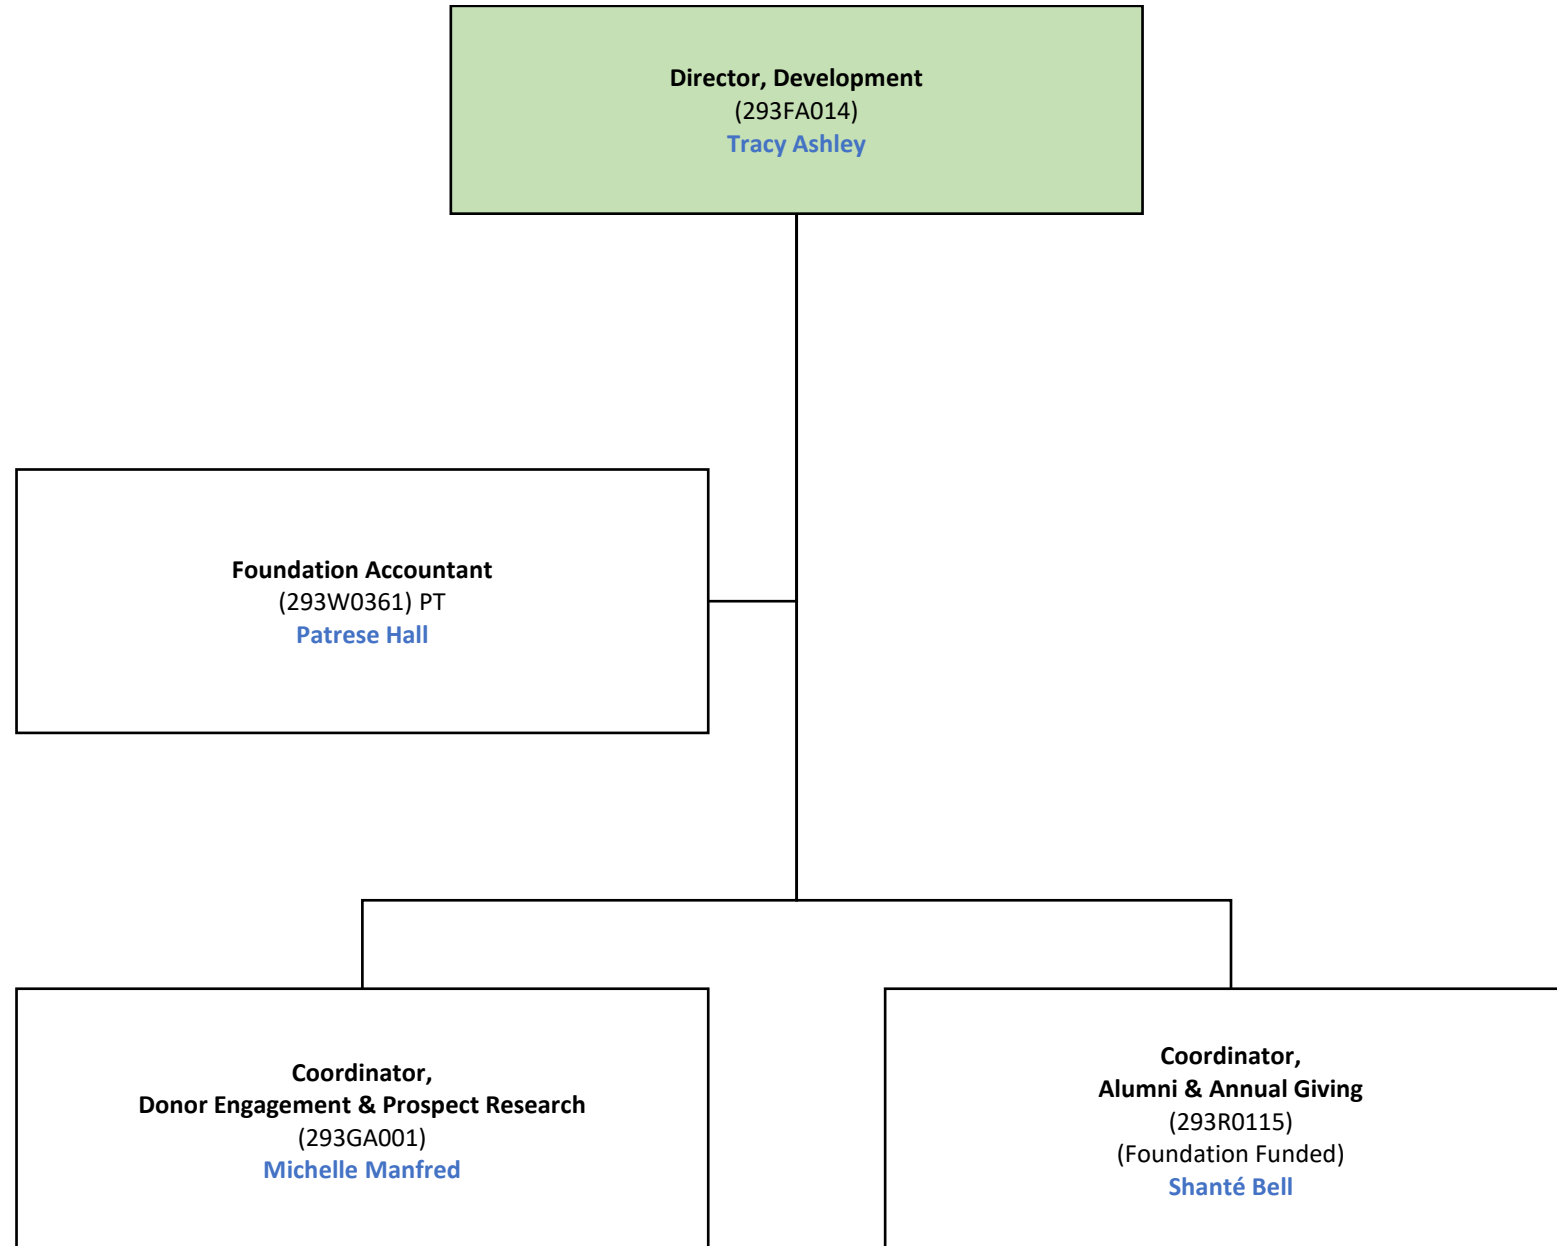 Director, Development
(293FA014)
Tracy Ashley
Foundation Accountant
(293W0361) PT
Patrese Hall
Coordinator,
Donor Engagement & Prospect Research
(293GA001)
Michelle Manfred
Coordinator,
Alumni & Annual Giving
(293R0115)
(Foundation Funded)
Shanté Bell